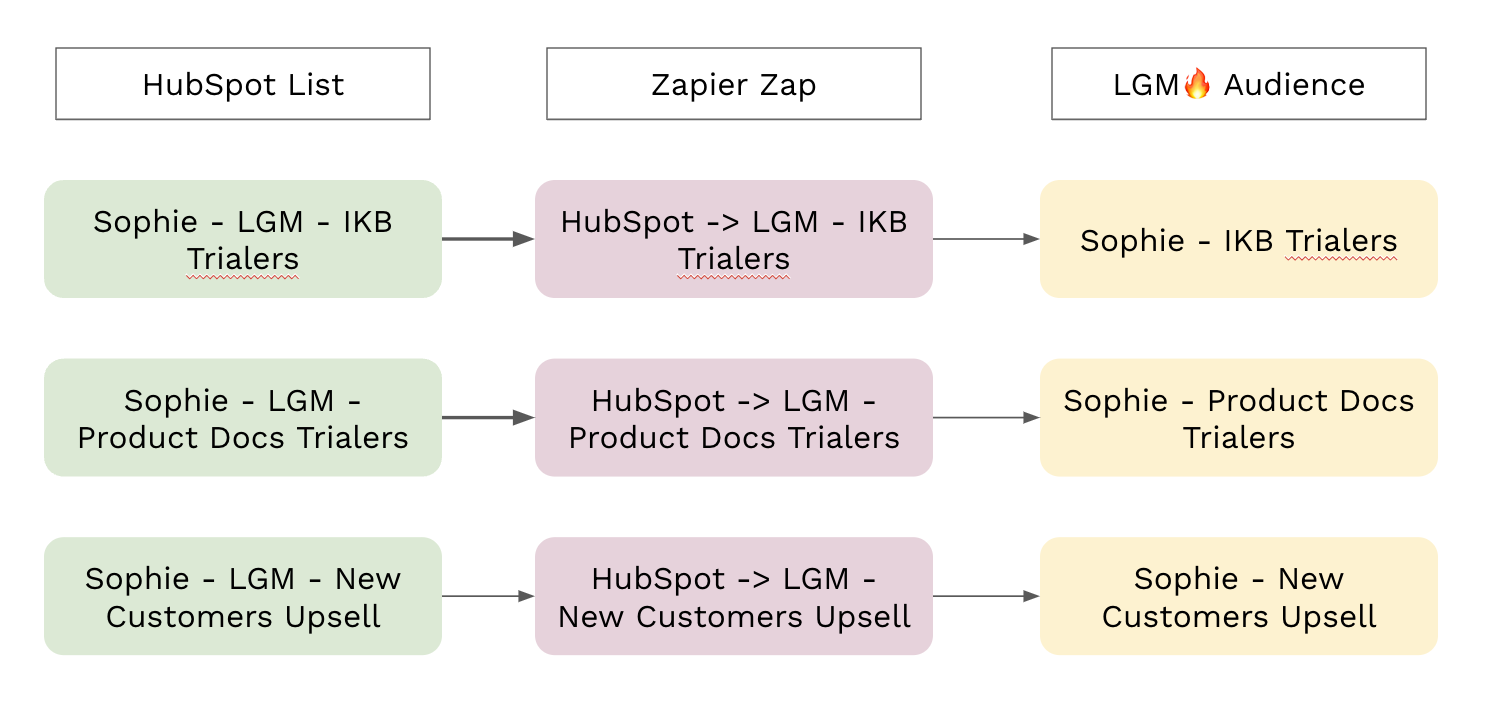 HubSpot List
Zapier Zap
LGM🔥 Audience
Sophie - LGM - IKB
Trialers
HubSpot -> LGM - IKB
Trialers
Sophie - IKB Trialers
Sophie - LGM -
Product Docs Trialers
HubSpot -> LGM -
Product Docs Trialers
Sophie - Product Docs
Trialers
Sophie - LGM - New
Customers Upsell
HubSpot -> LGM -
New Customers Upsell
Sophie - New
Customers Upsell